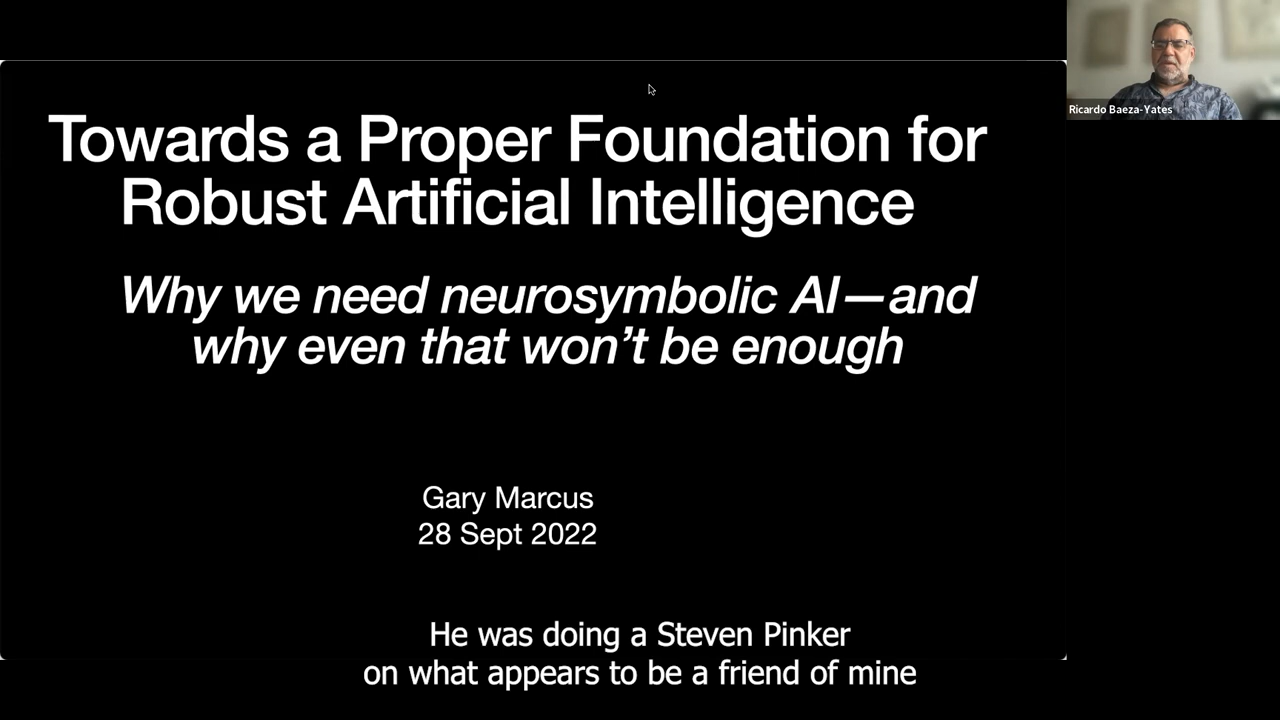 Ricardo Baeza-Yates
Towards a Proper Foundation for
Robust Artificial Intelligence
Why we need neurosymbolic AI—and
why even that won’t be enough
Gary Marcus
28 Sept 2022
He was doing a Steven Pinker
on what appears to be a friend of mine